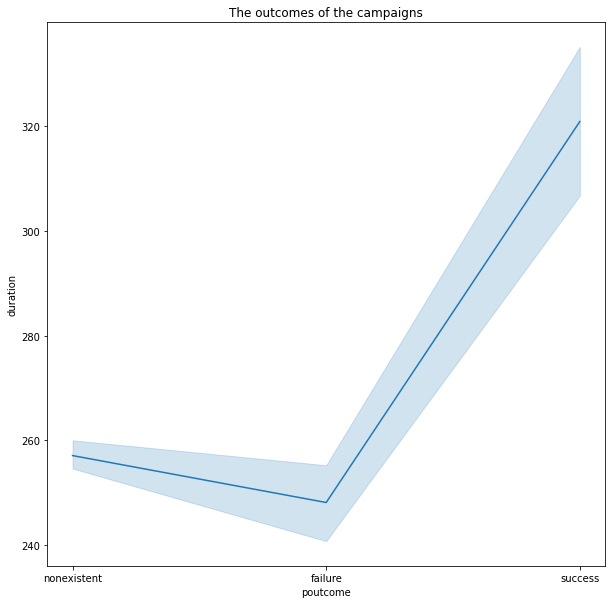 The outcomes of the campaigns
duration
320
300
280
260
240
nonexistent failure success
poutcome